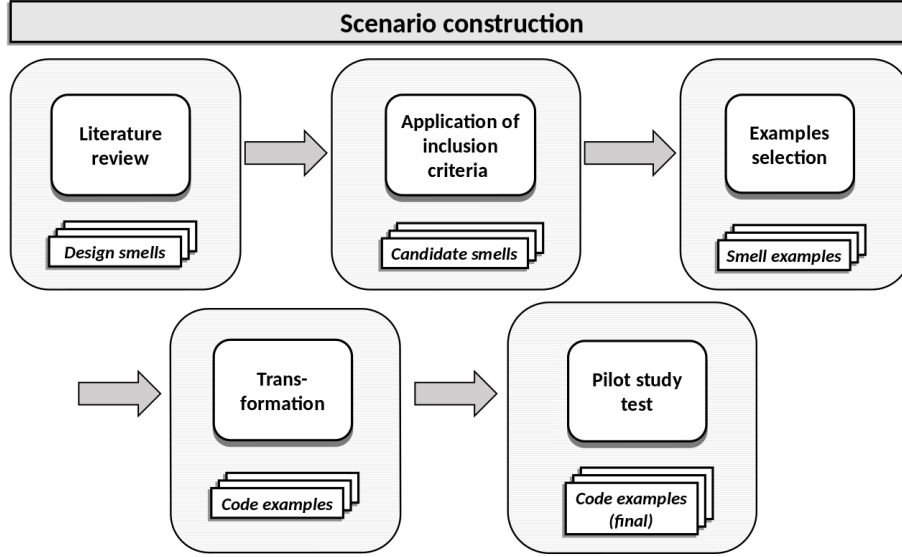 Scenario construction
Literature
review
Design smells
Application of
inclusion
criteria
Candidate smells
Examples
selection
Smell examples
Trans-
formation
Code examples
Pilot study
test
Code examples
(final)